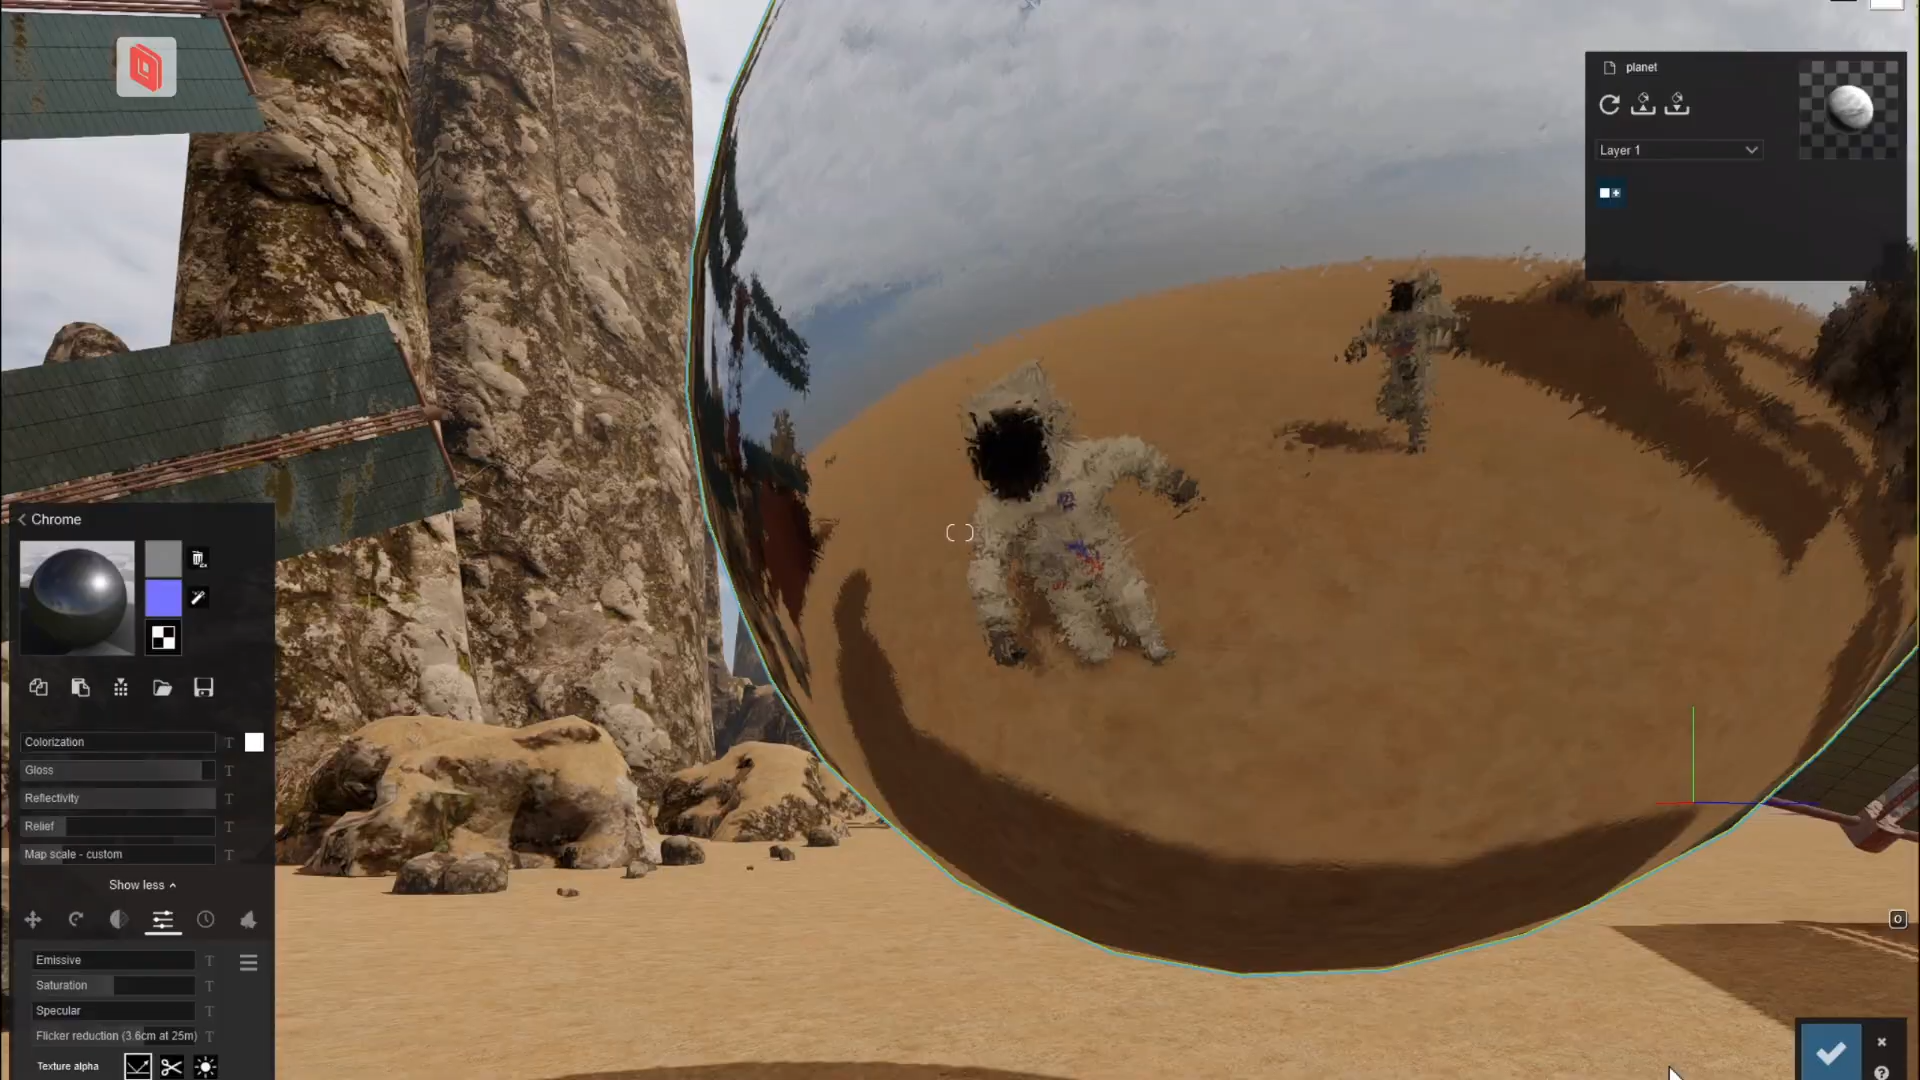 planet
Layer 1
Chrome
Colorization T
Gloss T
Reflectivity T
Relief T
Map scale - custom T
Show less
Emissive T
Saturation T
Specular T
Flicker reduction (3.6cm at 25m) T
Texture alpha
O